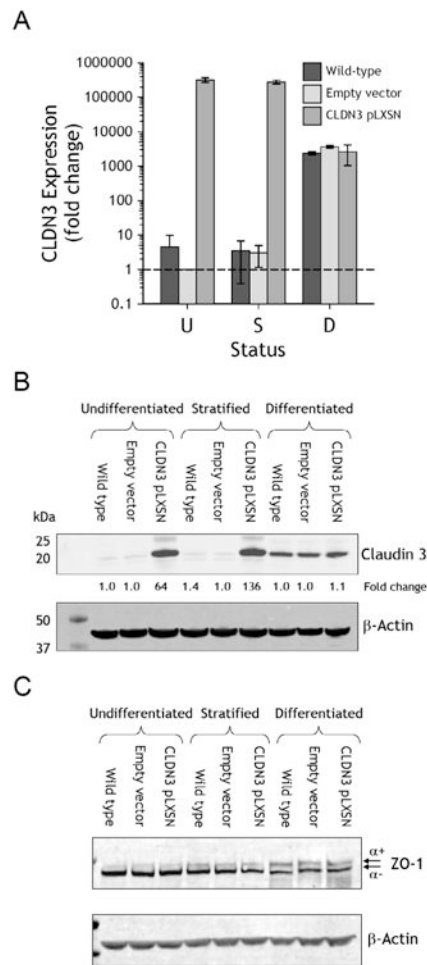 A
CLDN3 Expression
(fold change)
1000000
100000
10000
1000
100
10
1
0.1
Wild-type
Empty vector
CLDN3 pLXSN
U S D
Status
B
Undifferentiated Stratified Differentiated
Wild type Empty vector CLDN3 pLXSN Wild type Empty vector CLDN3 pLXSN Wild type Empty vector CLDN3 pLXSN
kDa
25
20
Claudin 3
1.0 1.0 64 1.4 1.0 136 1.0 1.0 1.1 Fold change
50
37
β-Actin
C
Undifferentiated Stratified Differentiated
Wild type Empty vector CLDN3 pLXSN Wild type Empty vector CLDN3 pLXSN Wild type Empty vector CLDN3 pLXSN
α+
ZO-1
α-
β-Actin